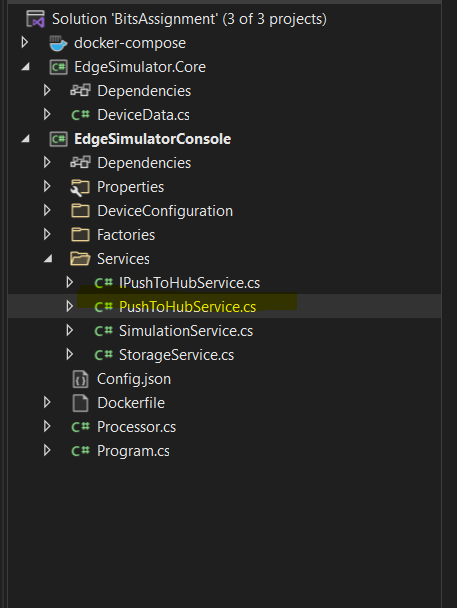 Solution 'BitsAssignment' (3 of 3 projects)
docker-compose
C# EdgeSimulator.Core
Dependencies
C# DeviceData.cs
C# EdgeSimulatorConsole
Dependencies
Properties
DeviceConfiguration
Factories
Services
C# IPushToHubService.cs
C# PushToHubService.cs
C# SimulationService.cs
C# StorageService.cs
Config.json
Dockerfile
C# Processor.cs
C# Program.cs